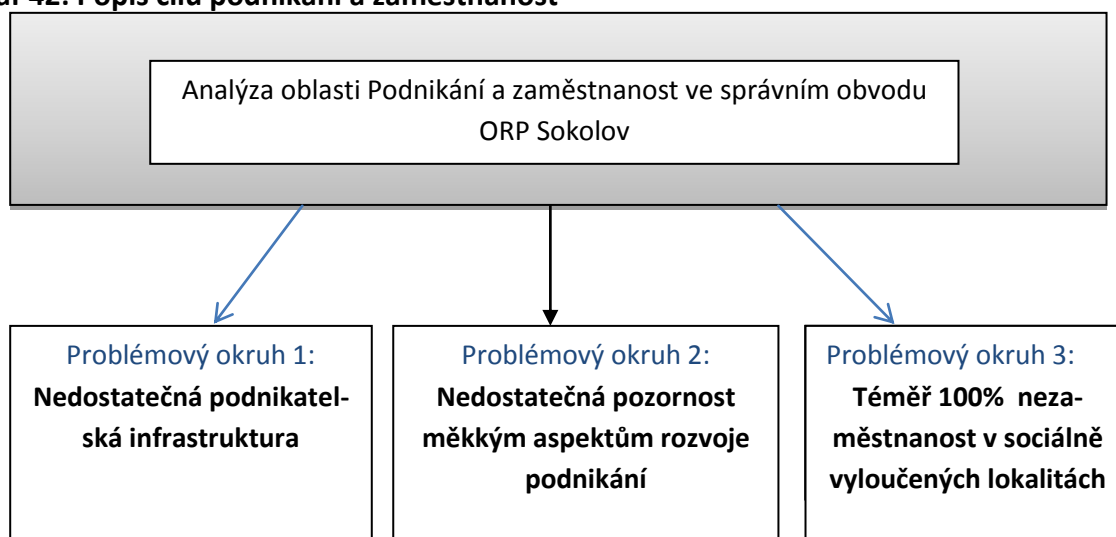 42: Popis cílů podnikání a zaměstnanost
Analýza oblasti Podnikání a zaměstnanost ve správním obvodu
ORP Sokolov
Problémový okruh 1:
Nedostatečná podnikatel-
ská infrastruktura
Problémový okruh 2:
Nedostatečná pozornost
měkkým aspektům rozvoje
podnikání
Problémový okruh 3:
Téměř 100% neza-
městnanost v sociálně
vyloučených lokalitách